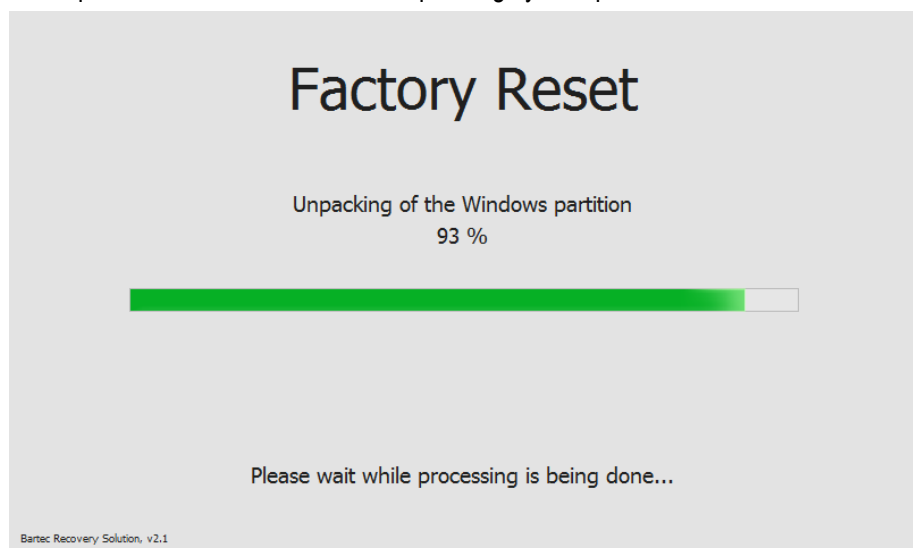 Factory Reset
Unpacking of the Windows partition
93 %
Please wait while processing is being done...
Bartec Recovery Solution, v2.1